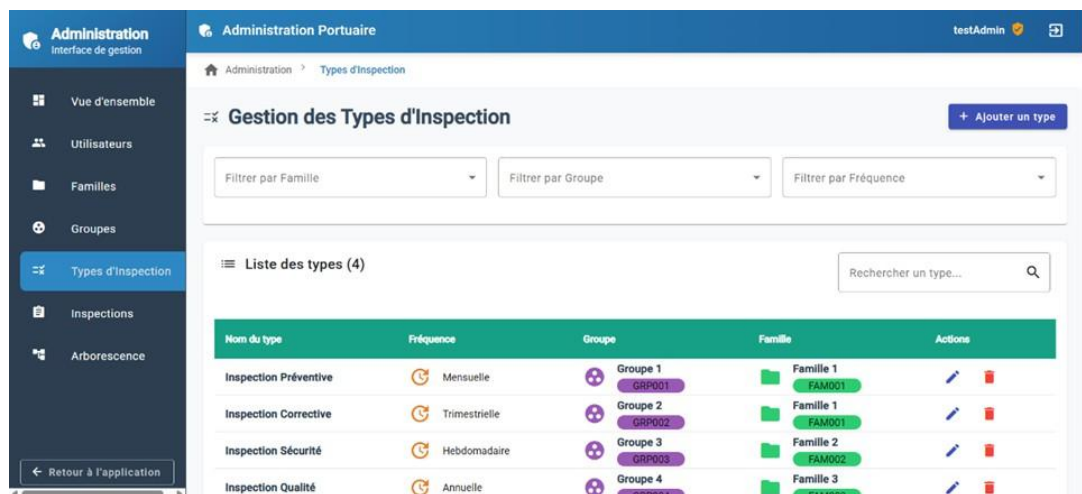 Administration
Interface de gestion
Administration Portuaire
testAdmin
Administration > Types d'Inspection
Vue d'ensemble
Utilisateurs
Familles
Groupes
Types d'Inspection
Inspections
Arborescence
← Retour à l'application
Gestion des Types d'Inspection
+ Ajouter un type
Filtrer par Famille
Filtrer par Groupe
Filtrer par Fréquence
Liste des types (4)
Rechercher un type...
Nom du type Fréquence Groupe Famille Actions
Inspection Préventive Mensuelle Groupe 1 Famille 1
GRP001 FAM001
Inspection Corrective Trimestrielle Groupe 2 Famille 1
GRP002 FAM001
Inspection Sécurité Hebdomadaire Groupe 3 Famille 2
GRP003 FAM002
Inspection Qualité Annuelle Groupe 4 Famille 3